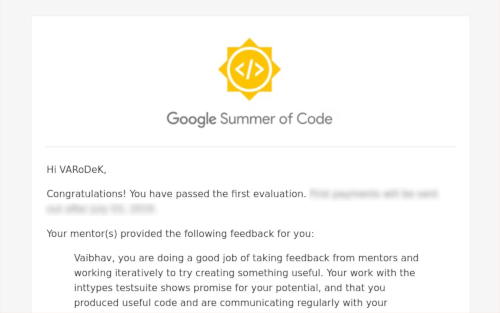 </>
Google Summer of Code
Hi VARoDeK,
Congratulations! You have passed the first evaluation.
Your mentor(s) provided the following feedback for you:
Vaibhav, you are doing a good job of taking feedback from mentors and
working iteratively to try creating something useful. Your work with the
inttypes testsuite shows promise for your potential, and that you
produced useful code and are communicating regularly with your